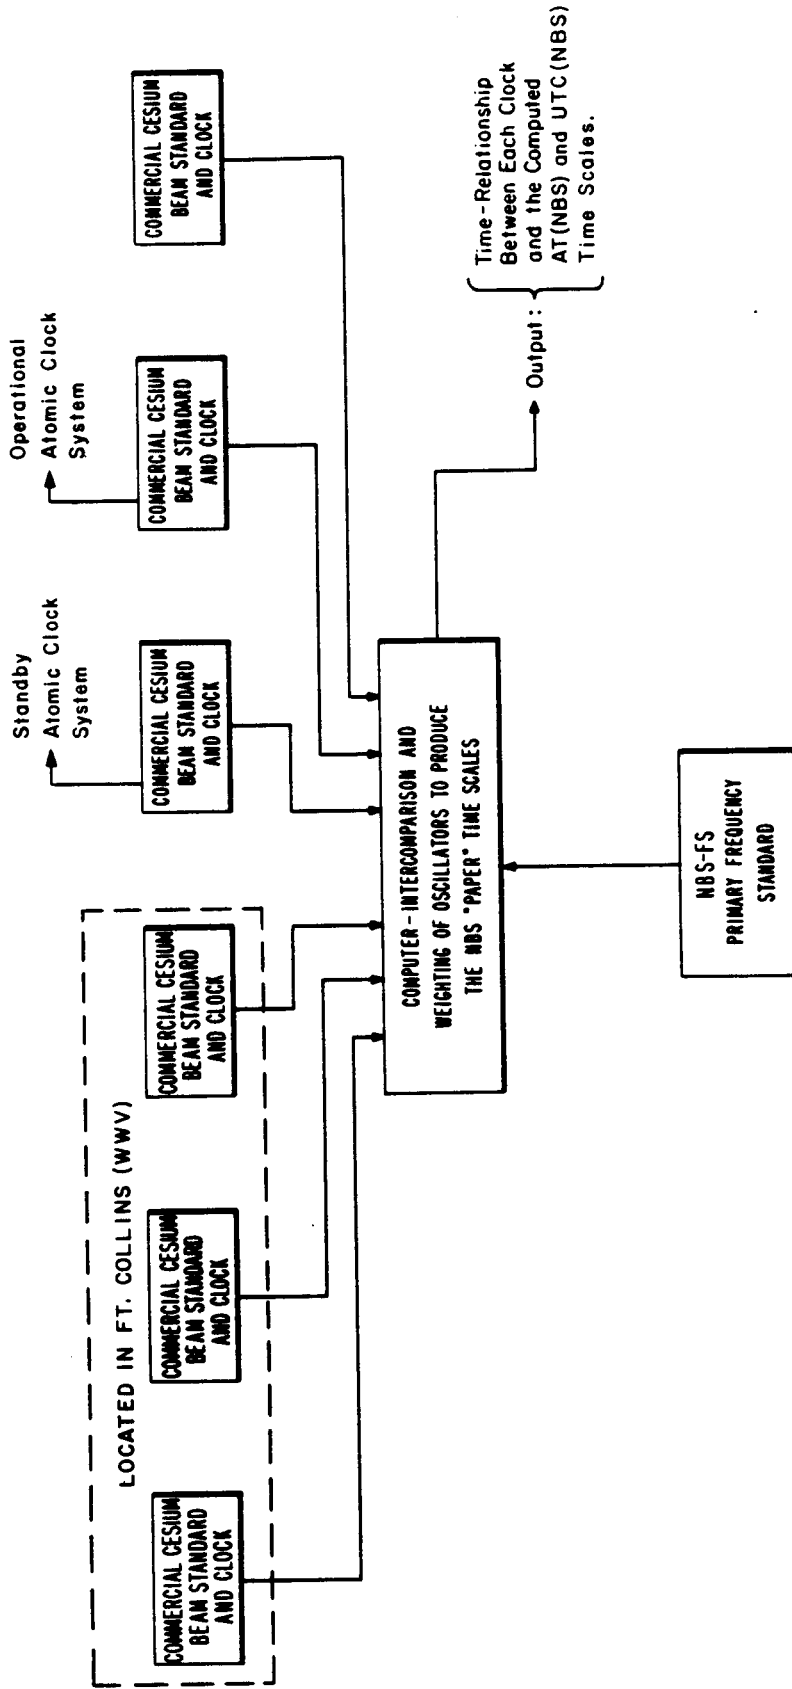 LOCATED IN FT. COLLINS (WWV)
COMMERCIAL CESIUM
BEAM STANDARD
AND CLOCK
COMMERCIAL CESIUM
BEAM STANDARD
AND CLOCK
COMMERCIAL CESIUM
BEAM STANDARD
AND CLOCK
Standby
Atomic Clock
System
COMMERCIAL CESIUM
BEAM STANDARD
AND CLOCK
Operational
Atomic Clock
System
COMMERCIAL CESIUM
BEAM STANDARD
AND CLOCK
COMMERCIAL CESIUM
BEAM STANDARD
AND CLOCK
COMPUTER-INTERCOMPARISON AND
WEIGHTING OF OSCILLATORS TO PRODUCE
THE NBS "PAPER" TIME SCALES
Output:
Time-Relationship
Between Each Clock
and the Computed
AT(NBS) and UTC(NBS)
Time Scales.
NBS-FS
PRIMARY FREQUENCY
STANDARD